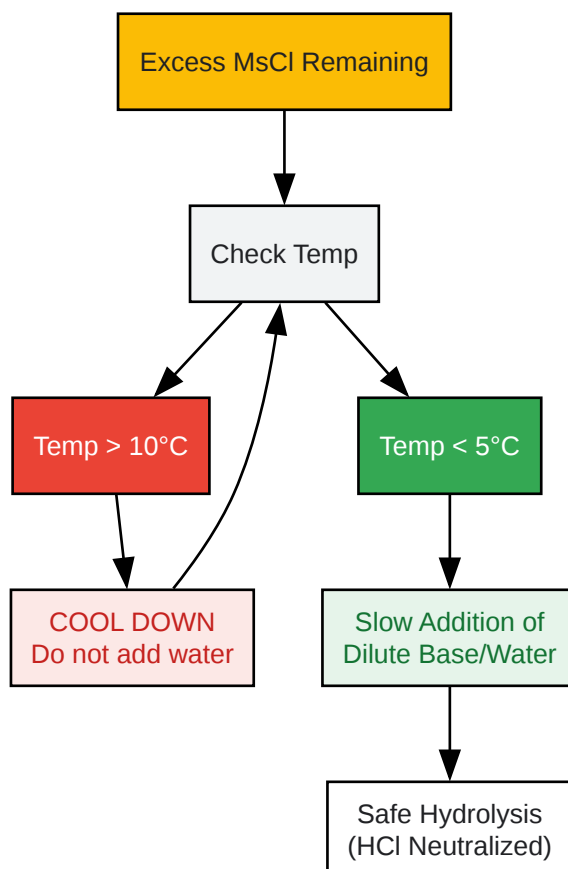 Excess MsCl Remaining
Check Temp
Temp > 10°C
Temp < 5°C
COOL DOWN
Do not add water
Slow Addition of
Dilute Base/Water
Safe Hydrolysis
(HCl Neutralized)